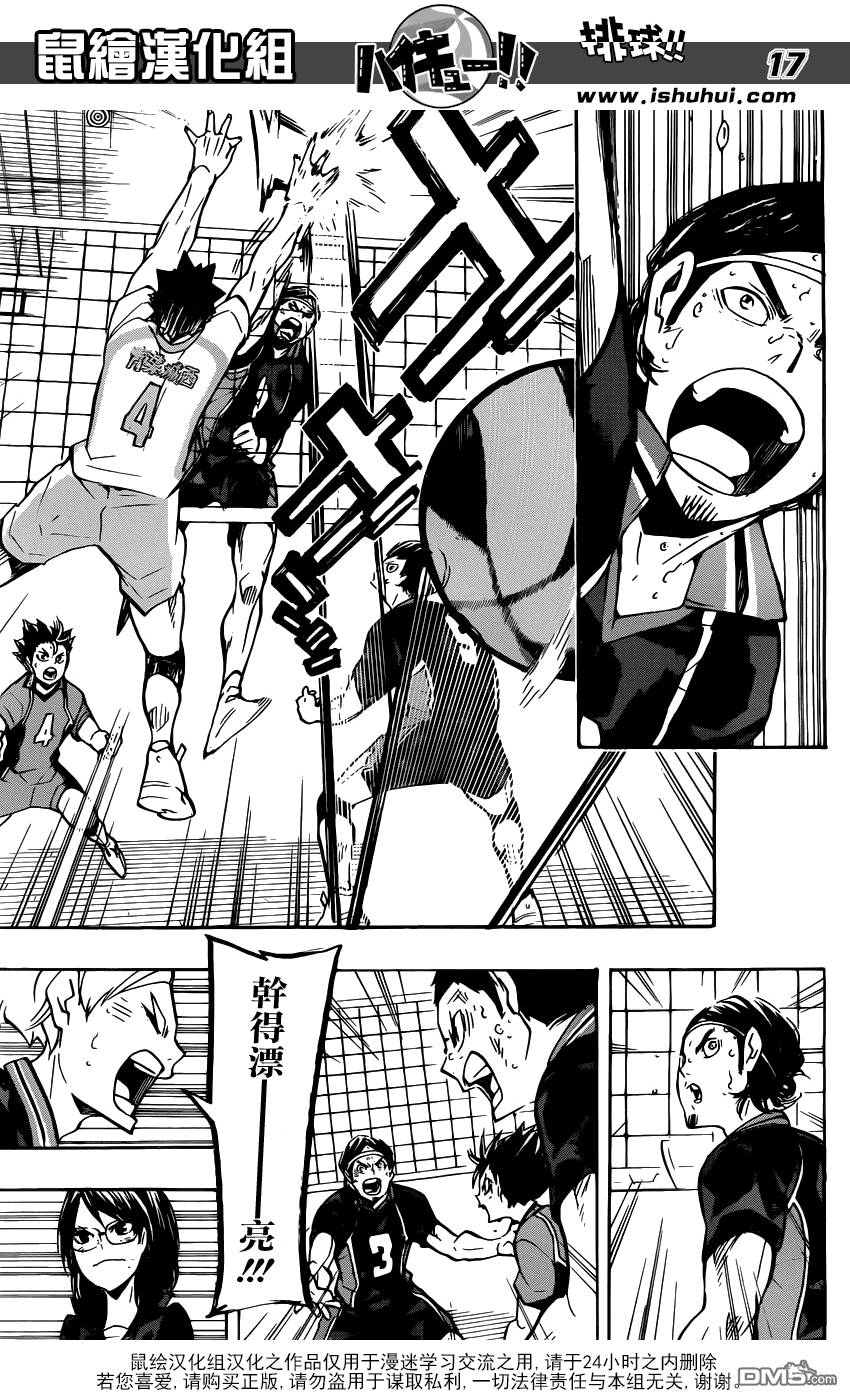 鼠繪漢化組
ハイキュー!!
排球!!
17
www.ishuhui.com
4
4
幹得漂——亮!!!
3
鼠绘汉化组汉化之作品仅用于漫迷学习交流之用,请于24小时之内删除
若您喜爱,请购买正版,请勿盗用于谋取私利,一切法律责任与本组无关,谢谢.
DM5.com